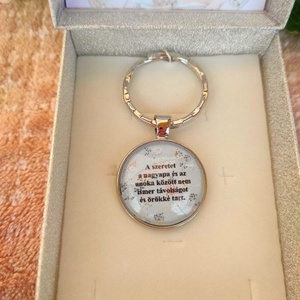 A szeretet
a nagyapa és az
unoka között nem
ismer távolságot
és örökké tart.